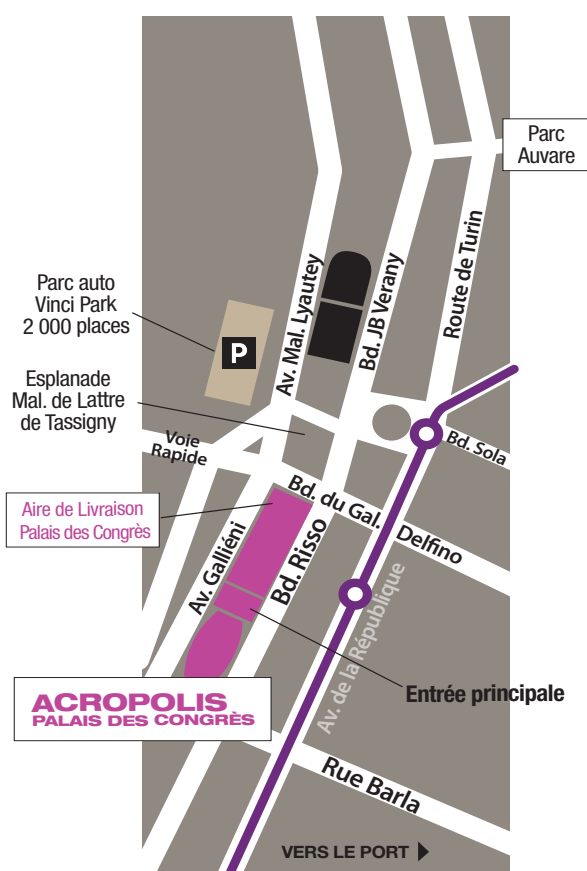 Parc
Auvare
Route de Turin
Bd. JB Verany
Av. Mal. Lyautey
Parc auto
Vinci Park
2 000 places
P
Esplanade
Mal. de Lattre
de Tassigny
Voie
Rapide
Bd. Sola
Bd. du Gal. Delfino
Aire de Livraison
Palais des Congrès
Av. Galliéni
Bd. Risso
Av. de la République
Entrée principale
ACROPOLIS
PALAIS DES CONGRÈS
Rue Barla
VERS LE PORT